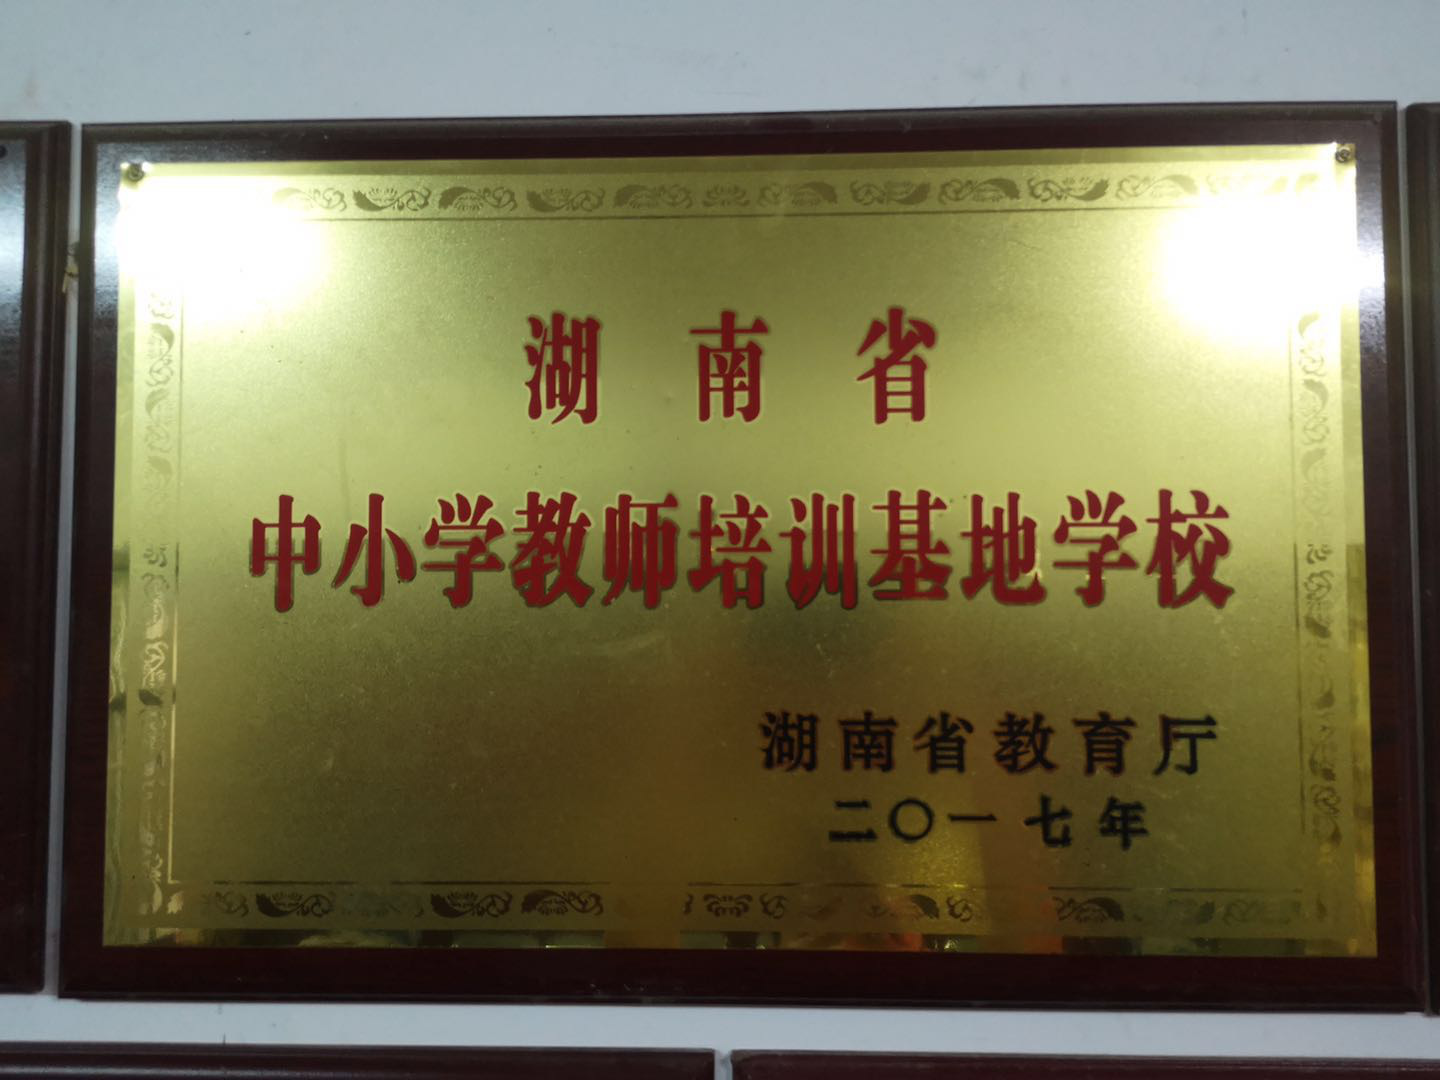 湖南省
中小学教师培训基地学校
湖南省教育厅
二〇一七年